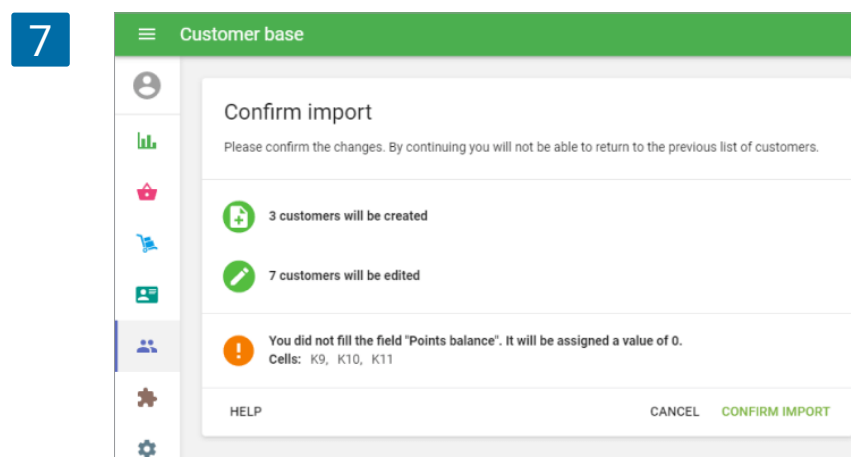 7
Customer base
Confirm import
Please confirm the changes. By continuing you will not be able to return to the previous list of customers.
3 customers will be created
7 customers will be edited
You did not fill the field "Points balance". It will be assigned a value of 0.
Cells: K9, K10, K11
HELP CANCEL CONFIRM IMPORT